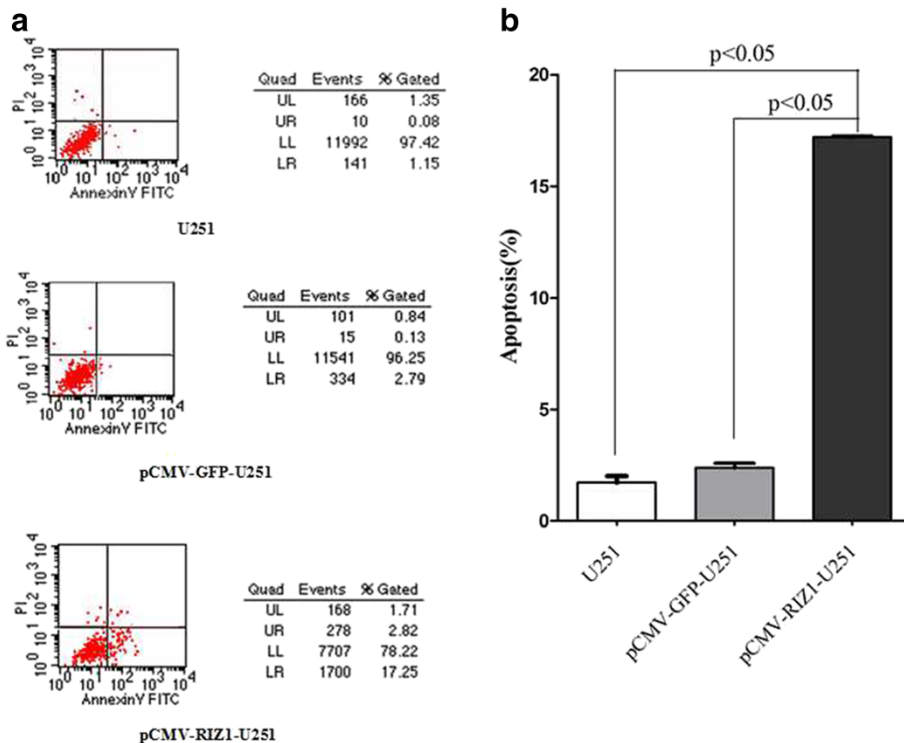 a
PI
10^0 10^1 10^2 10^3 10^4
10^0 10^1 10^2 10^3 10^4
AnnexinY FITC
Quad Events % Gated
UL 166 1.35
UR 10 0.08
LL 11992 97.42
LR 141 1.15
U251
PI
10^0 10^1 10^2 10^3 10^4
10^0 10^1 10^2 10^3 10^4
AnnexinY FITC
Quad Events % Gated
UL 101 0.84
UR 15 0.13
LL 11541 96.25
LR 334 2.79
pCMV-GFP-U251
PI
10^0 10^1 10^2 10^3 10^4
10^0 10^1 10^2 10^3 10^4
AnnexinY FITC
Quad Events % Gated
UL 168 1.71
UR 278 2.82
LL 7707 78.22
LR 1700 17.25
pCMV-RIZ1-U251
b
p<0.05
p<0.05
Apoptosis(%)
20
15
10
5
0
U251
pCMV-GFP-U251
pCMV-RIZ1-U251